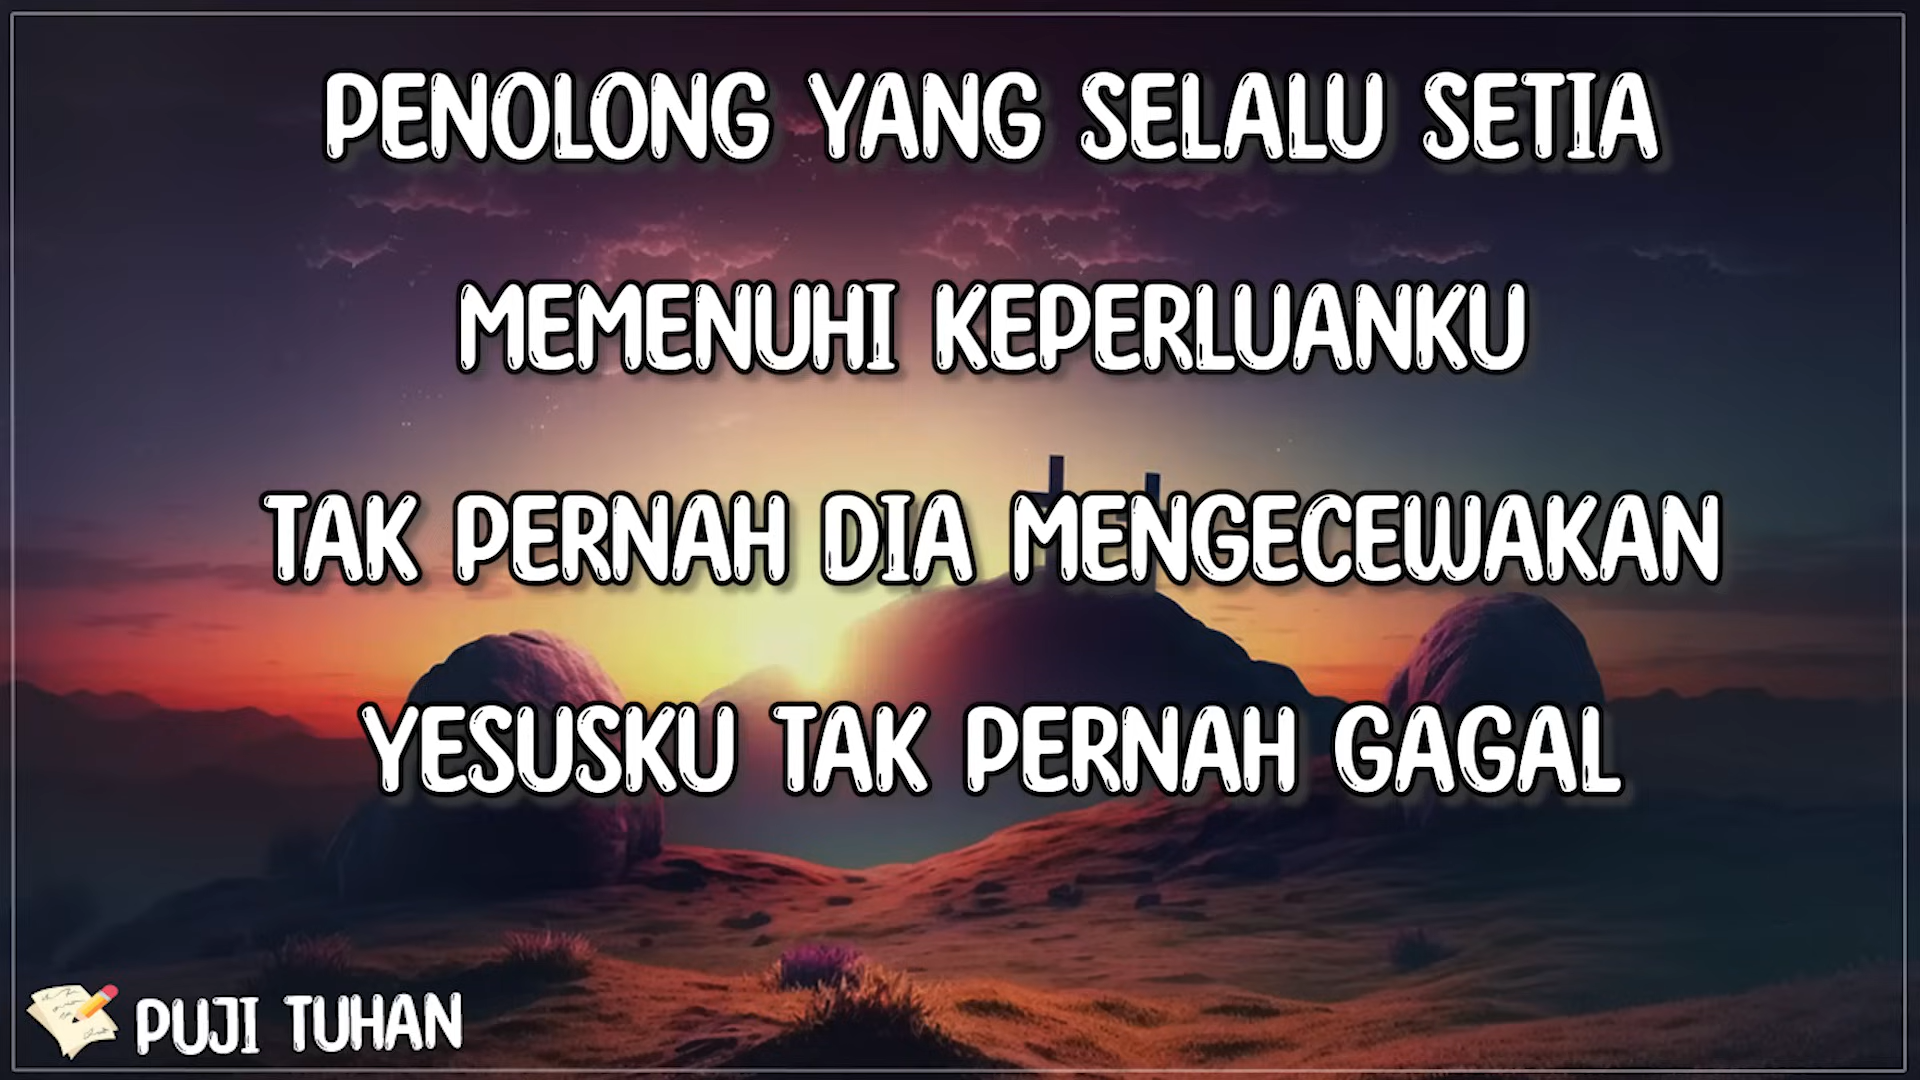 PENOLONG YANG SELALU SETIA
MEMENUHI KEPERLUANKU
TAK PERNAH DIA MENGECEWAKAN
YESUSKU TAK PERNAH GAGAL
PUJI TUHAN